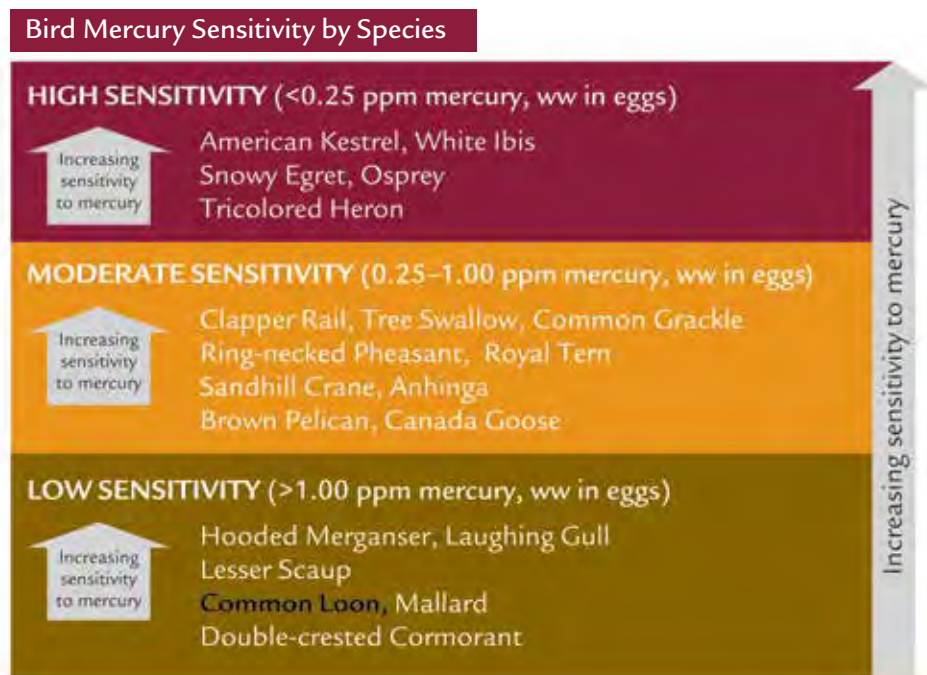 Bird Mercury Sensitivity by Species
HIGH SENSITIVITY (<0.25 ppm mercury, ww in eggs)
Increasing
sensitivity
to mercury
American Kestrel, White Ibis
Snowy Egret, Osprey
Tricolored Heron
MODERATE SENSITIVITY (0.25–1.00 ppm mercury, ww in eggs)
Increasing
sensitivity
to mercury
Clapper Rail, Tree Swallow, Common Grackle
Ring-necked Pheasant, Royal Tern
Sandhill Crane, Anhinga
Brown Pelican, Canada Goose
LOW SENSITIVITY (>1.00 ppm mercury, ww in eggs)
Increasing
sensitivity
to mercury
Hooded Merganser, Laughing Gull
Lesser Scaup
Common Loon, Mallard
Double-crested Cormorant
Increasing sensitivity to mercury